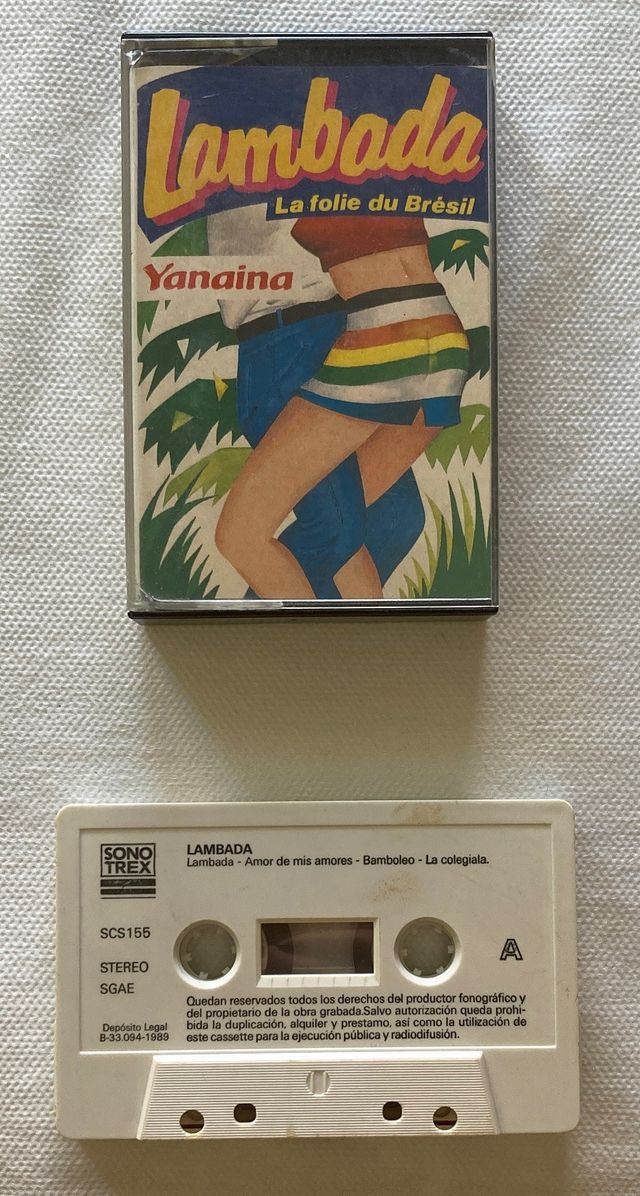 Lambada
La folie du Brésil
Yanaina
SONO
TREX
LAMBADA
Lambada - Amor de mis amores - Bamboleo - La colegiala.
SCS155
STEREO
SGAE
A
Depósito Legal
B-33.094-1989
Quedan reservados todos los derechos del productor fonográfico y
del propietario de la obra grabada.Salvo autorización queda prohi-
bida la duplicación, alquiler y prestamo, así como la utilización de
este cassette para la ejecución pública y radiodifusión.